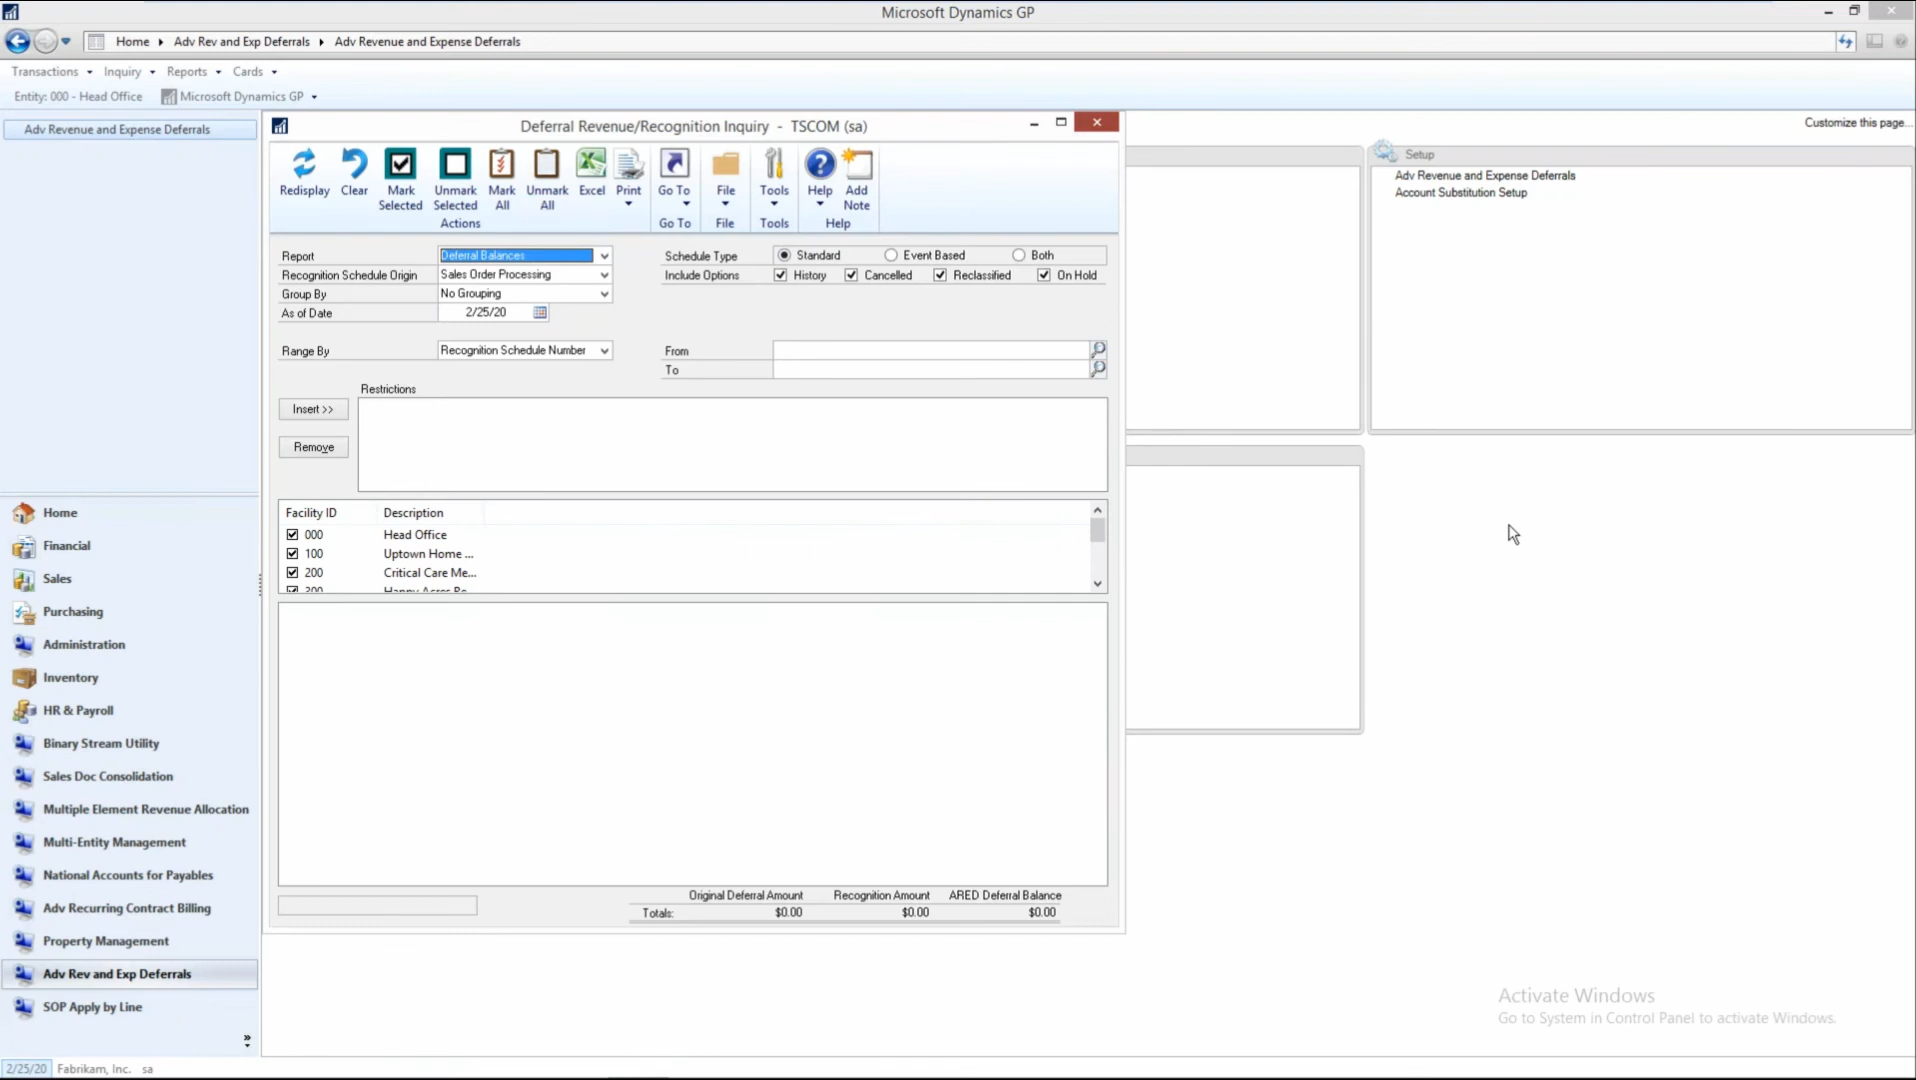 Microsoft Dynamics GP
Home Adv Rev and Exp Deferrals Adv Revenue and Expense Deferrals
Transactions Inquiry Reports Cards
Entity: 000 - Head Office Microsoft Dynamics GP
Adv Revenue and Expense Deferrals
Customize this page...
Deferral Revenue/Recognition Inquiry - TSCOM (sa)
Redisplay Clear Mark Selected Unmark Selected Mark All Unmark All Excel Print Go To File Tools Help Add Note
Actions Go To File Tools Help
Setup
Adv Revenue and Expense Deferrals
Account Substitution Setup
Report Deferral Balances Schedule Type Standard Event Based Both
Recognition Schedule Origin Sales Order Processing Include Options History Cancelled Reclassified On Hold
Group By No Grouping
As of Date 2/25/20
Range By Recognition Schedule Number From
To
Restrictions
Insert >>
Remove
Facility ID Description
000 Head Office
100 Uptown Home ...
200 Critical Care Me...
300 Happy Acres Re...
Original Deferral Amount Recognition Amount ARED Deferral Balance
Totals: $0.00 $0.00 $0.00
Home
Financial
Sales
Purchasing
Administration
Inventory
HR & Payroll
Binary Stream Utility
Sales Doc Consolidation
Multiple Element Revenue Allocation
Multi-Entity Management
National Accounts for Payables
Adv Recurring Contract Billing
Property Management
Adv Rev and Exp Deferrals
SOP Apply by Line
Activate Windows
Go to System in Control Panel to activate Windows.
2/25/20 Fabrikam, Inc. sa